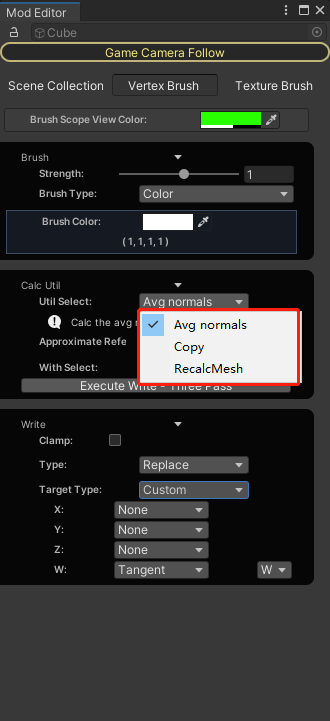 Mod Editor
Cube
Game Camera Follow
Scene Collection Vertex Brush Texture Brush
Brush Scope View Color:
Brush
Strength: 1
Brush Type: Color
Brush Color:
( 1, 1, 1, 1 )
Calc Util
Util Select: Avg normals
Calc the avg
Avg normals
Approximate Refe
Copy
With Select:
RecalcMesh
Execute Write - Three Pass
Write
Clamp:
Type: Replace
Target Type: Custom
X: None
Y: None
Z: None
W: Tangent W